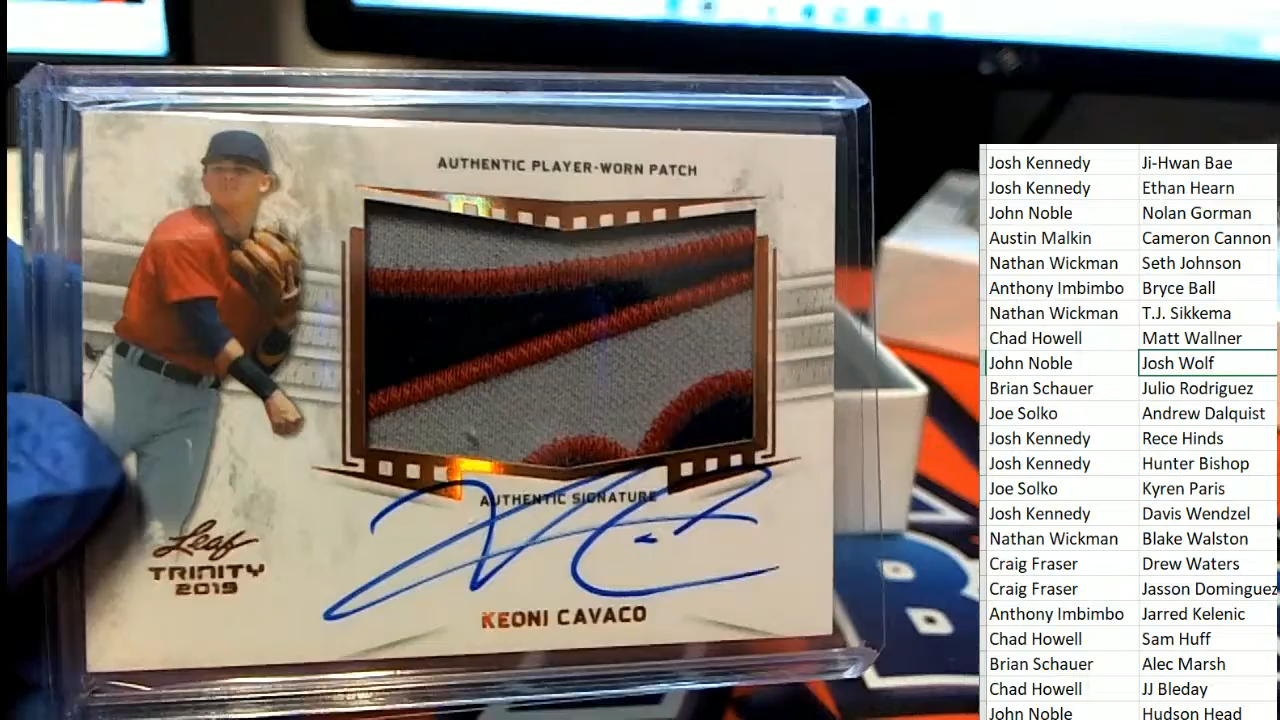 AUTHENTIC PLAYER-WORN PATCH
AUTHENTIC SIGNATURE
Leaf
TRINITY
2019
KEONI CAVACO
Josh Kennedy Ji-Hwan Bae
Josh Kennedy Ethan Hearn
John Noble Nolan Gorman
Austin Malkin Cameron Cannon
Nathan Wickman Seth Johnson
Anthony Imbimbo Bryce Ball
Nathan Wickman T.J. Sikkema
Chad Howell Matt Wallner
John Noble Josh Wolf
Brian Schauer Julio Rodriguez
Joe Solko Andrew Dalquist
Josh Kennedy Rece Hinds
Josh Kennedy Hunter Bishop
Joe Solko Kyren Paris
Josh Kennedy Davis Wendzel
Nathan Wickman Blake Walston
Craig Fraser Drew Waters
Craig Fraser Jasson Dominguez
Anthony Imbimbo Jarred Kelenic
Chad Howell Sam Huff
Brian Schauer Alec Marsh
Chad Howell JJ Bleday
John Noble Hudson Head